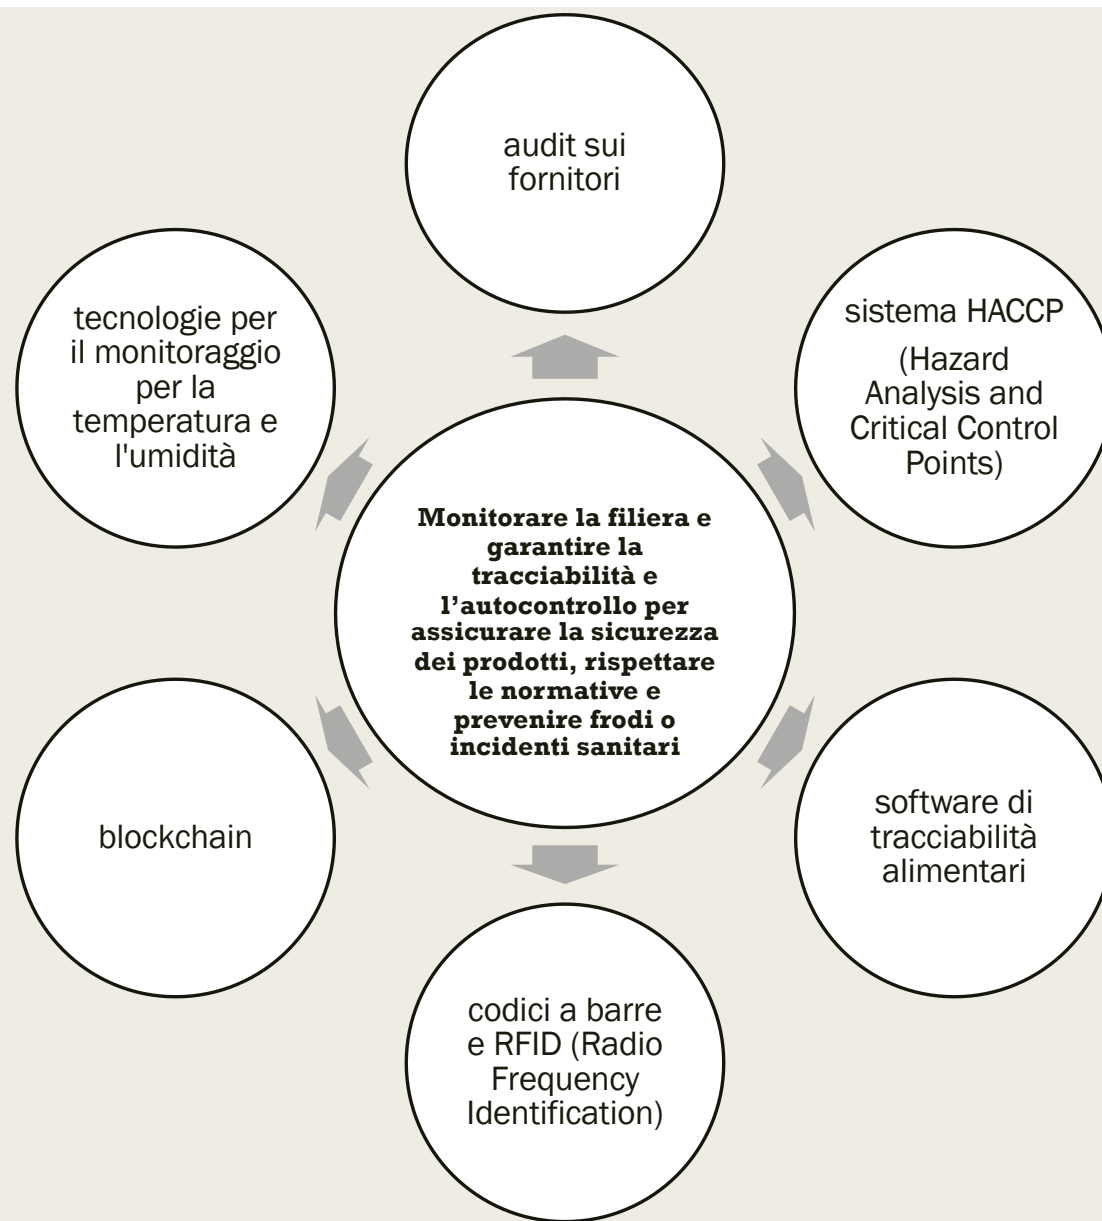 audit sui
fornitori
sistema HACCP
(Hazard
Analysis and
Critical Control
Points)
tecnologie per
il monitoraggio
per la
temperatura e
l'umidità
Monitorare la filiera e
garantire la
tracciabilità e
l’autocontrollo per
assicurare la sicurezza
dei prodotti, rispettare
le normative e
prevenire frodi o
incidenti sanitari
blockchain
software di
tracciabilità
alimentari
codici a barre
e RFID (Radio
Frequency
Identification)